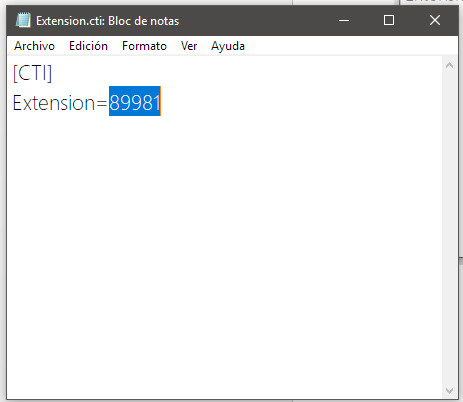 Extension.cti: Bloc de notas
Archivo Edición Formato Ver Ayuda
[CTI]
Extension=89981